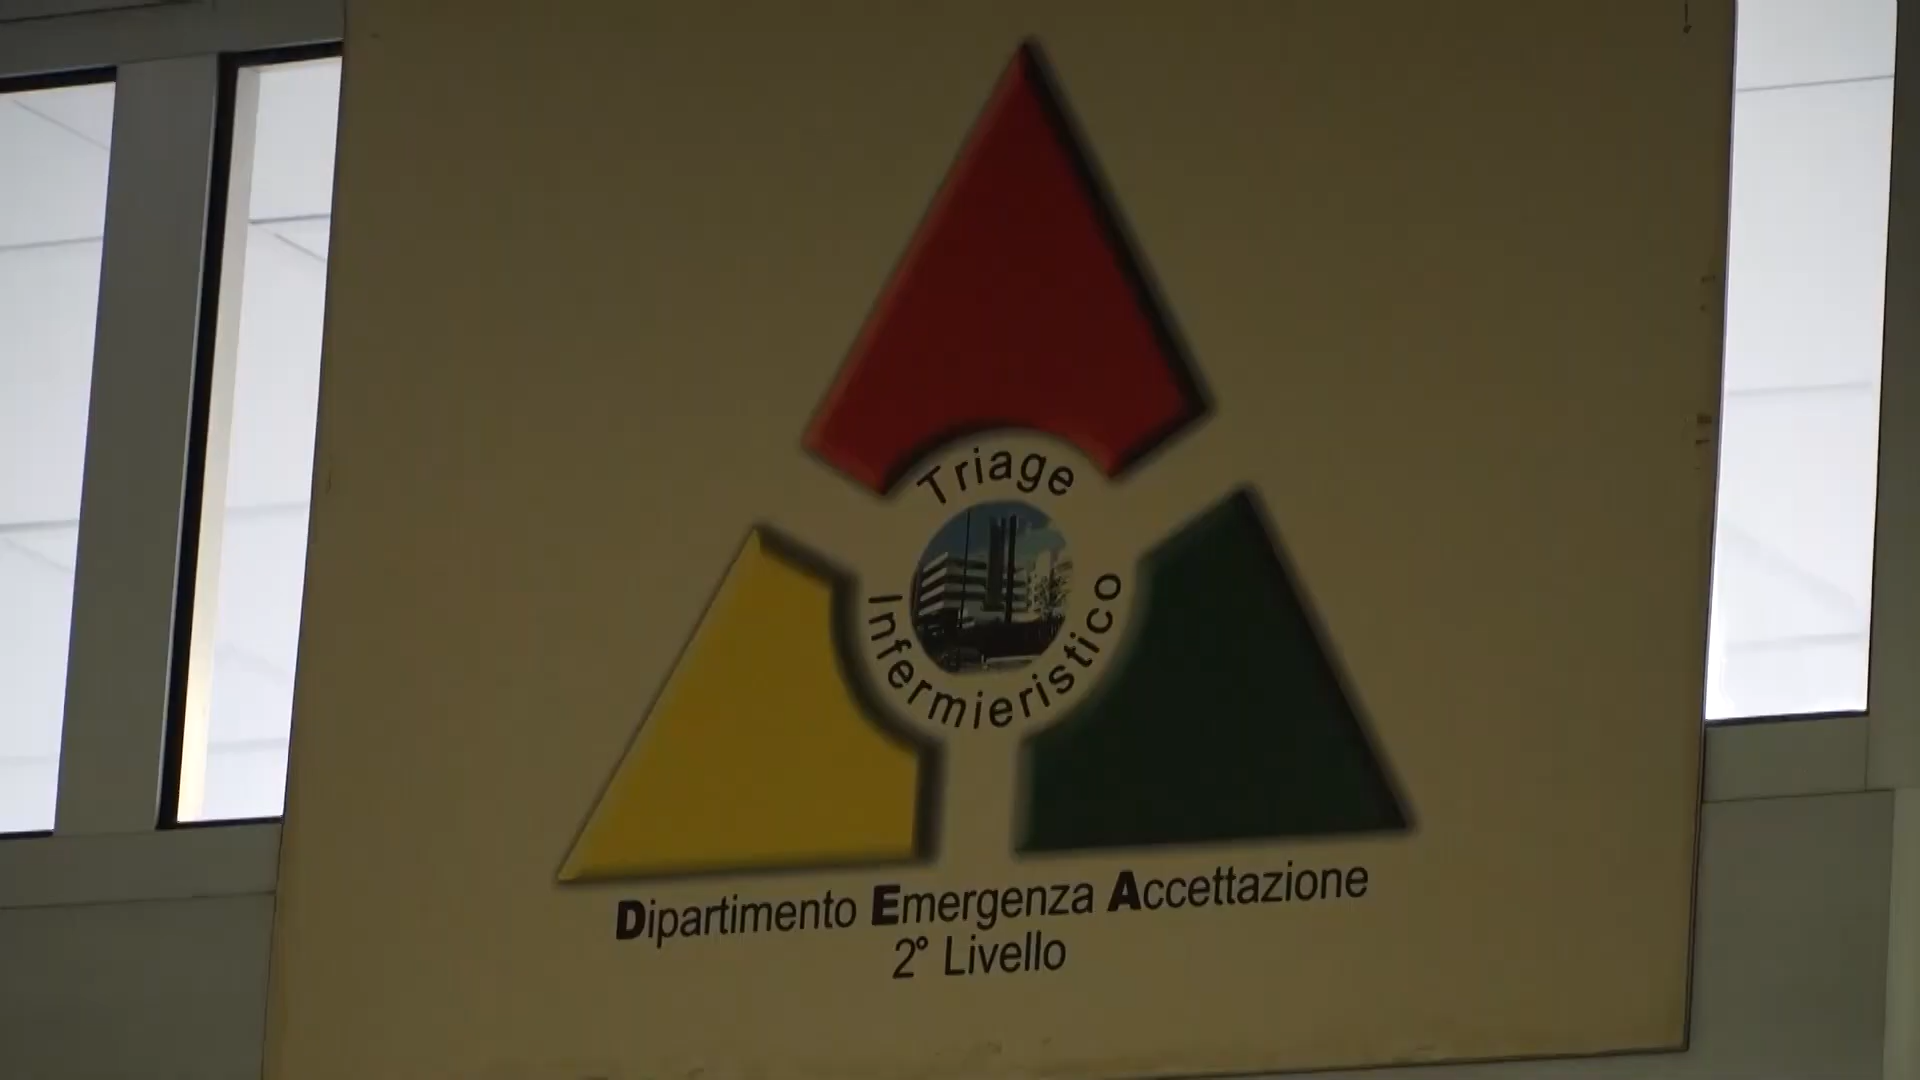 Triage
Infermieristico
Dipartimento Emergenza Accettazione
2° Livello